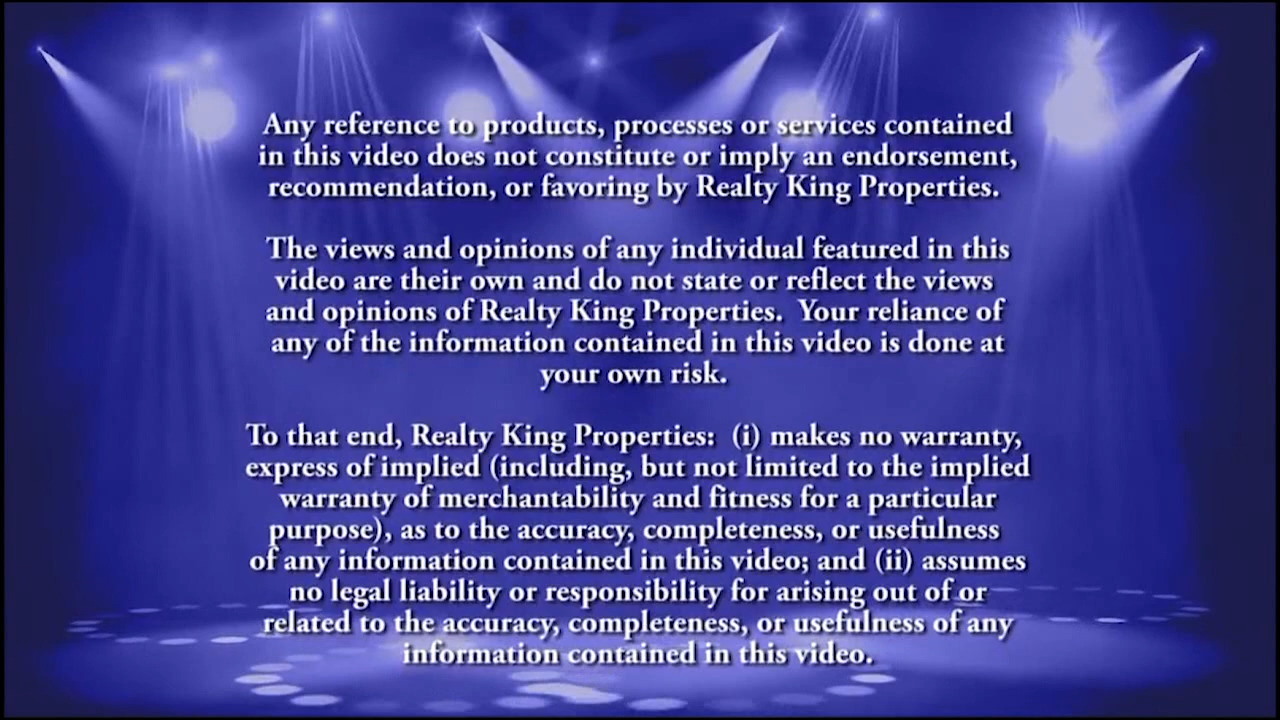 Any reference to products, processes or services contained
in this video does not constitute or imply an endorsement,
recommendation, or favoring by Realty King Properties.
The views and opinions of any individual featured in this
video are their own and do not state or reflect the views
and opinions of Realty King Properties.  Your reliance of
any of the information contained in this video is done at
your own risk.
To that end, Realty King Properties:  (i) makes no warranty,
express of implied (including, but not limited to the implied
warranty of merchantability and fitness for a particular
purpose), as to the accuracy, completeness, or usefulness
of any information contained in this video; and (ii) assumes
no legal liability or responsibility for arising out of or
related to the accuracy, completeness, or usefulness of any
information contained in this video.